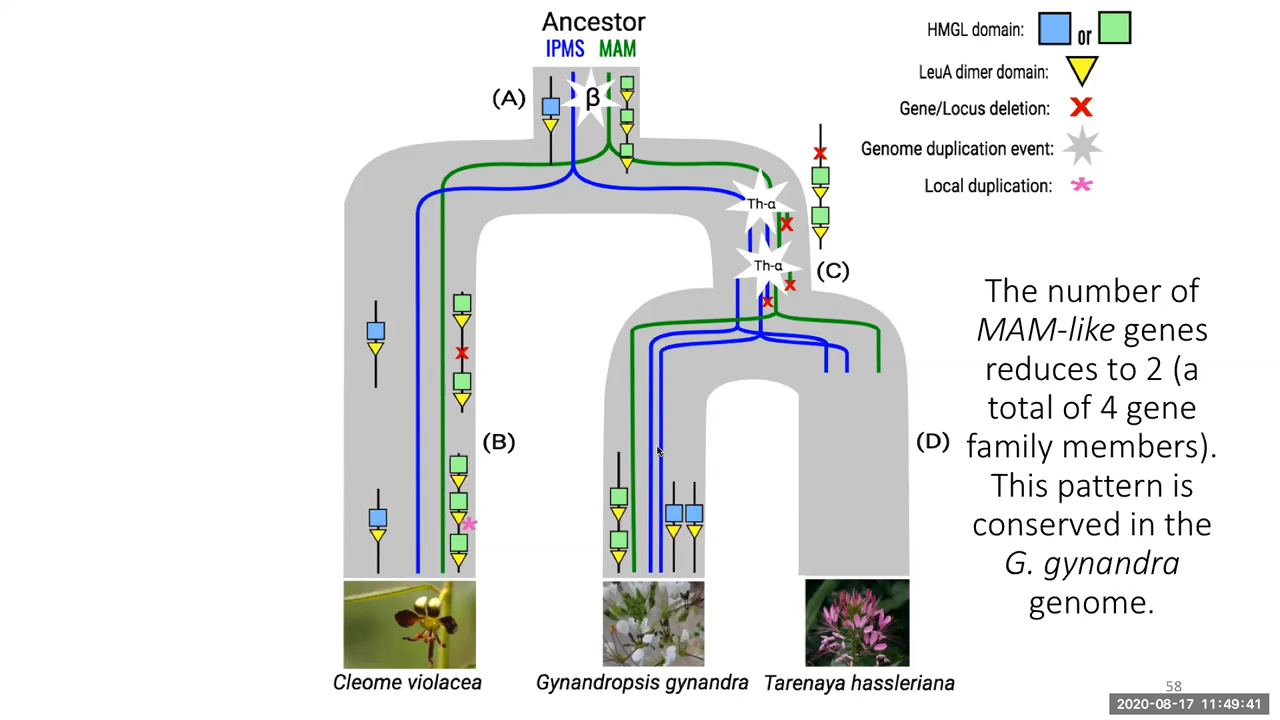 Ancestor
IPMS MAM
(A)
β
HMGL domain: or
LeuA dimer domain:
Gene/Locus deletion:
Genome duplication event:
Local duplication:
Th-α
Th-α
(C)
(B)
(D)
The number of
MAM-like genes
reduces to 2 (a
total of 4 gene
family members).
This pattern is
conserved in the
G. gynandra
genome.
Cleome violacea
Gynandropsis gynandra
Tarenaya hassleriana
58
2020-08-17 11:49:41